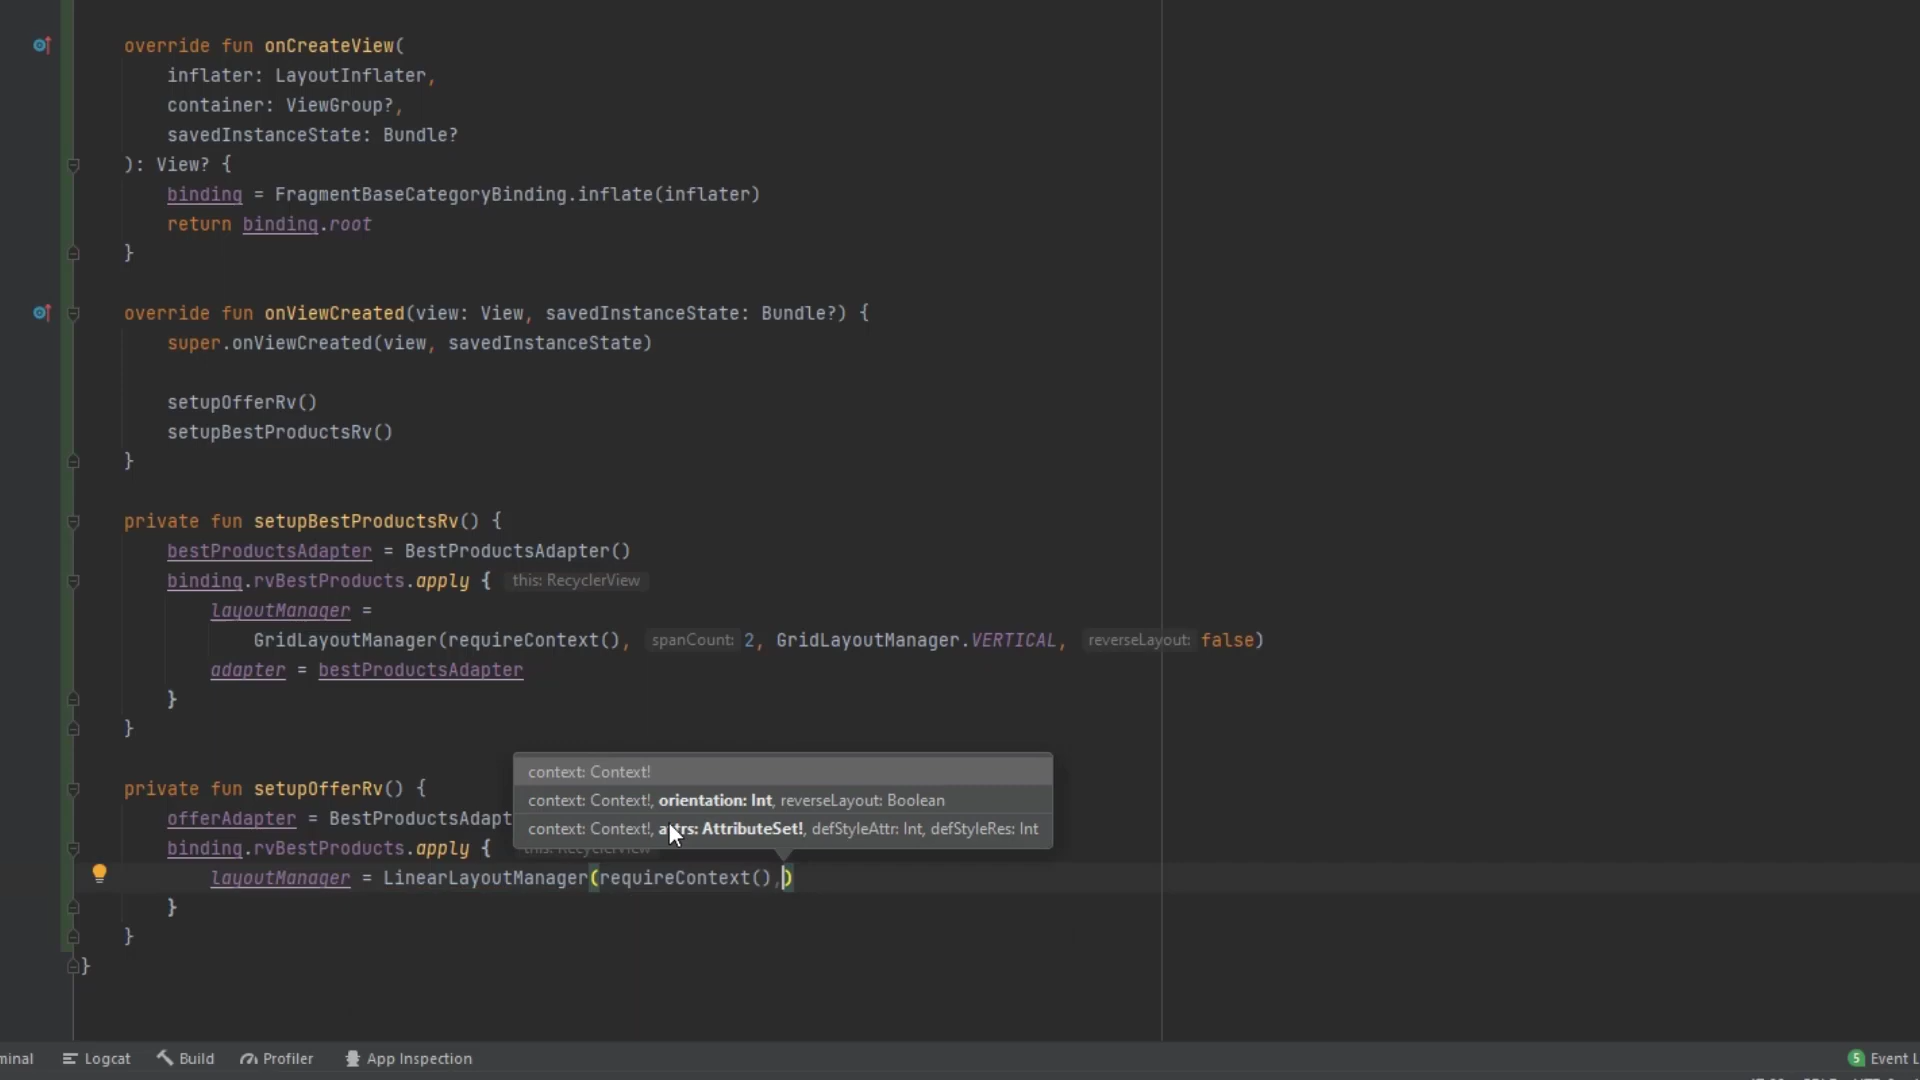 override fun onCreateView(
inflater: LayoutInflater,
container: ViewGroup?,
savedInstanceState: Bundle?
): View? {
binding = FragmentBaseCategoryBinding.inflate(inflater)
return binding.root
}
override fun onViewCreated(view: View, savedInstanceState: Bundle?) {
super.onViewCreated(view, savedInstanceState)
setupOfferRv()
setupBestProductsRv()
}
private fun setupBestProductsRv() {
bestProductsAdapter = BestProductsAdapter()
binding.rvBestProducts.apply { this: RecyclerView
layoutManager =
GridLayoutManager(requireContext(), spanCount: 2, GridLayoutManager.VERTICAL, reverseLayout: false)
adapter = bestProductsAdapter
}
}
context: Context!
private fun setupOfferRv() {
context: Context!, orientation: Int, reverseLayout: Boolean
offerAdapter = BestProductsAdapt
context: Context!, attrs: AttributeSet!, defStyleAttr: Int, defStyleRes: Int
binding.rvBestProducts.apply { this: RecyclerView
layoutManager = LinearLayoutManager(requireContext(),)
}
}
}
minal Logcat Build Profiler App Inspection 5 Event L